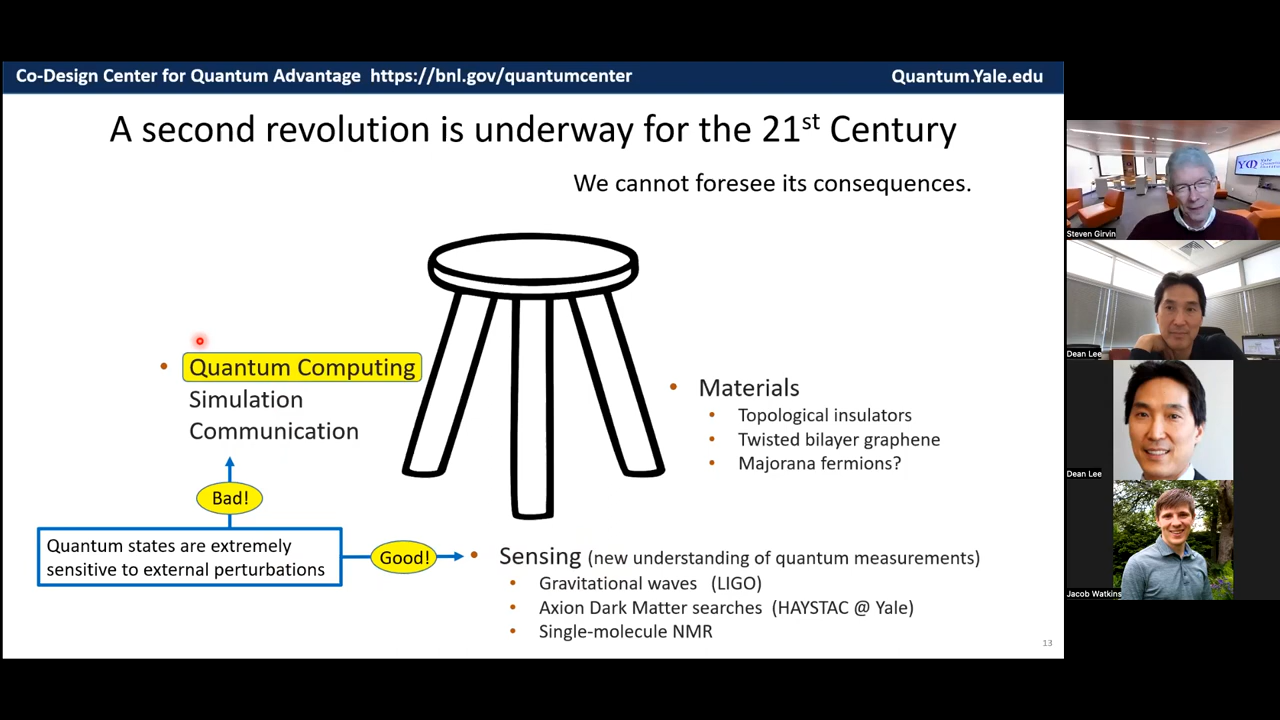 Co-Design Center for Quantum Advantage https://bnl.gov/quantumcenter
Quantum.Yale.edu
A second revolution is underway for the 21st Century
We cannot foresee its consequences.
• Quantum Computing
Simulation
Communication
Bad!
Quantum states are extremely
sensitive to external perturbations
Good!
• Materials
• Topological insulators
• Twisted bilayer graphene
• Majorana fermions?
• Sensing (new understanding of quantum measurements)
• Gravitational waves (LIGO)
• Axion Dark Matter searches (HAYSTAC @ Yale)
• Single-molecule NMR
13
Steven Girvin
Dean Lee
Dean Lee
Jacob Watkins